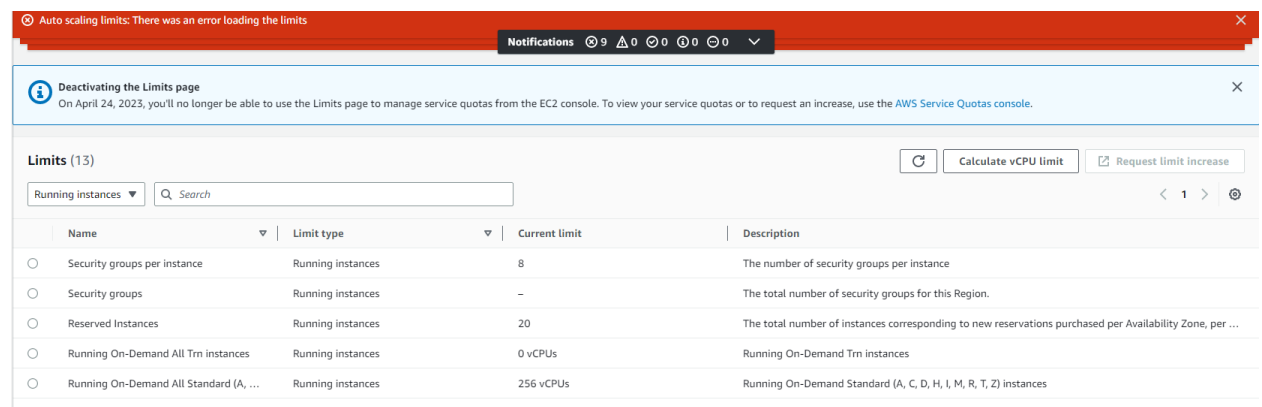 Auto scaling limits: There was an error loading the limits
Notifications 9 0 0 0 0
Deactivating the Limits page
On April 24, 2023, you'll no longer be able to use the Limits page to manage service quotas from the EC2 console. To view your service quotas or to request an increase, use the AWS Service Quotas console.
Limits (13) Calculate vCPU limit Request limit increase
Running instances Search 1
Name Limit type Current limit Description
Security groups per instance Running instances 8 The number of security groups per instance
Security groups Running instances – The total number of security groups for this Region.
Reserved Instances Running instances 20 The total number of instances corresponding to new reservations purchased per Availability Zone, per ...
Running On-Demand All Trn instances Running instances 0 vCPUs Running On-Demand Trn instances
Running On-Demand All Standard (A, ... Running instances 256 vCPUs Running On-Demand Standard (A, C, D, H, I, M, R, T, Z) instances